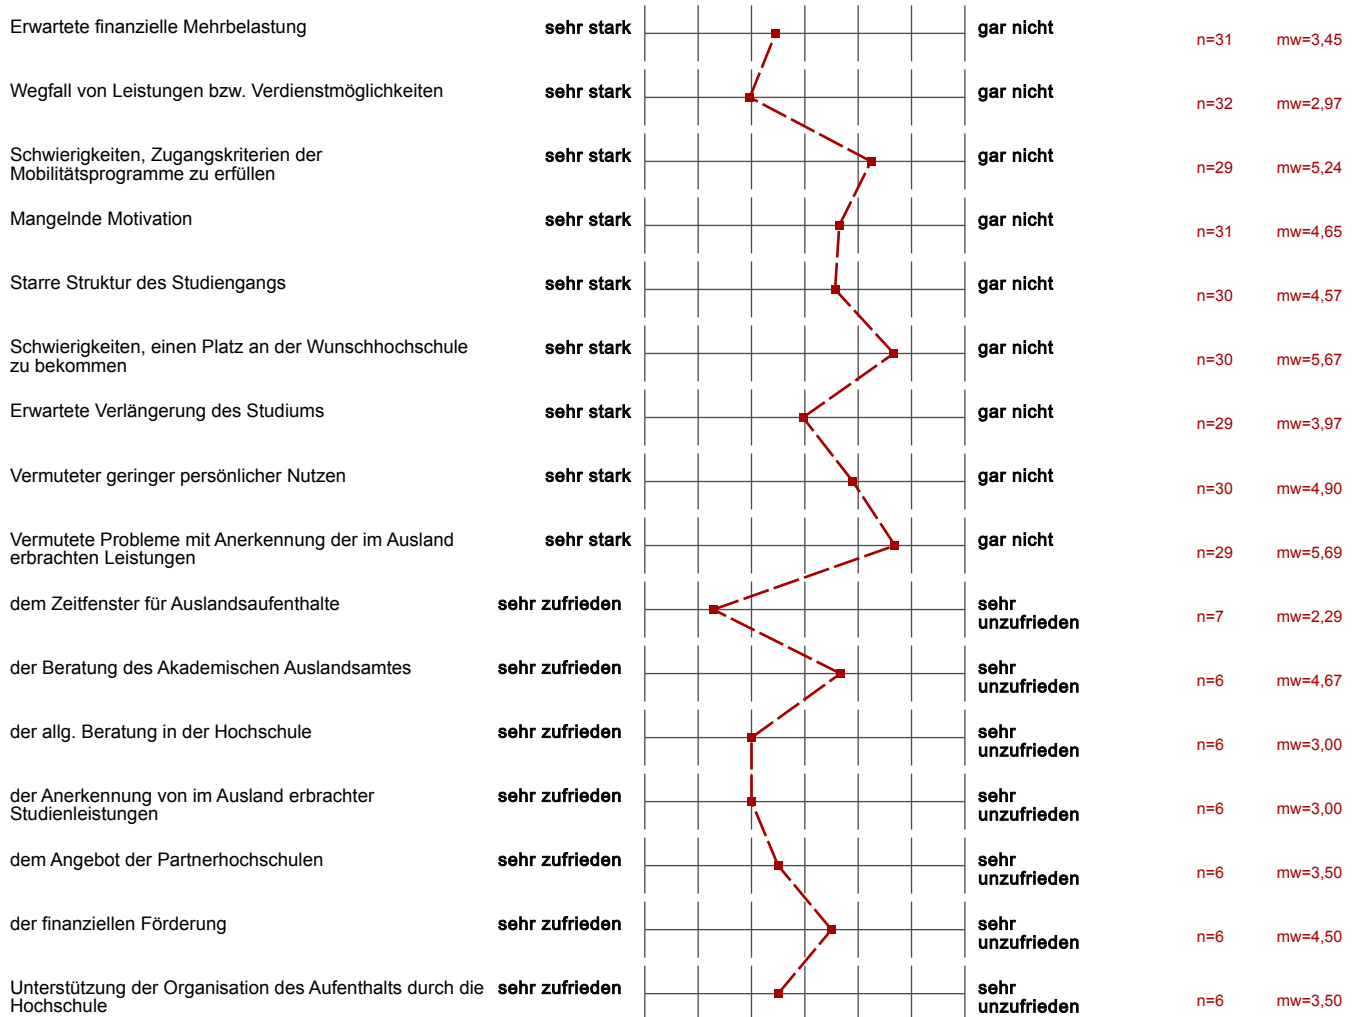 Erwartete finanzielle Mehrbelastung sehr stark gar nicht n=31 mw=3,45
Wegfall von Leistungen bzw. Verdienstmöglichkeiten sehr stark gar nicht n=32 mw=2,97
Schwierigkeiten, Zugangskriterien der
Mobilitätsprogramme zu erfüllen sehr stark gar nicht n=29 mw=5,24
Mangelnde Motivation sehr stark gar nicht n=31 mw=4,65
Starre Struktur des Studiengangs sehr stark gar nicht n=30 mw=4,57
Schwierigkeiten, einen Platz an der Wunschhochschule
zu bekommen sehr stark gar nicht n=30 mw=5,67
Erwartete Verlängerung des Studiums sehr stark gar nicht n=29 mw=3,97
Vermuteter geringer persönlicher Nutzen sehr stark gar nicht n=30 mw=4,90
Vermutete Probleme mit Anerkennung der im Ausland
erbrachten Leistungen sehr stark gar nicht n=29 mw=5,69
dem Zeitfenster für Auslandsaufenthalte sehr zufrieden sehr
unzufrieden n=7 mw=2,29
der Beratung des Akademischen Auslandsamtes sehr zufrieden sehr
unzufrieden n=6 mw=4,67
der allg. Beratung in der Hochschule sehr zufrieden sehr
unzufrieden n=6 mw=3,00
der Anerkennung von im Ausland erbrachter sehr zufrieden sehr
Studienleistungen unzufrieden n=6 mw=3,00
dem Angebot der Partnerhochschulen sehr zufrieden sehr
unzufrieden n=6 mw=3,50
der finanziellen Förderung sehr zufrieden sehr
unzufrieden n=6 mw=4,50
Unterstützung der Organisation des Aufenthalts durch die sehr zufrieden sehr
Hochschule unzufrieden n=6 mw=3,50